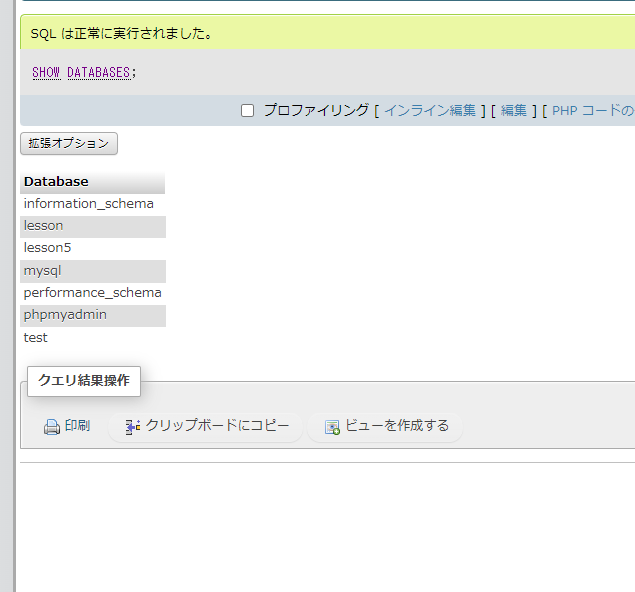 SQL は正常に実行されました。
SHOW DATABASES;
プロファイリング [ インライン編集 ] [ 編集 ] [ PHP コードの
拡張オプション
Database
information_schema
lesson
lesson5
mysql
performance_schema
phpmyadmin
test
クエリ結果操作
印刷 クリップボードにコピー ビューを作成する